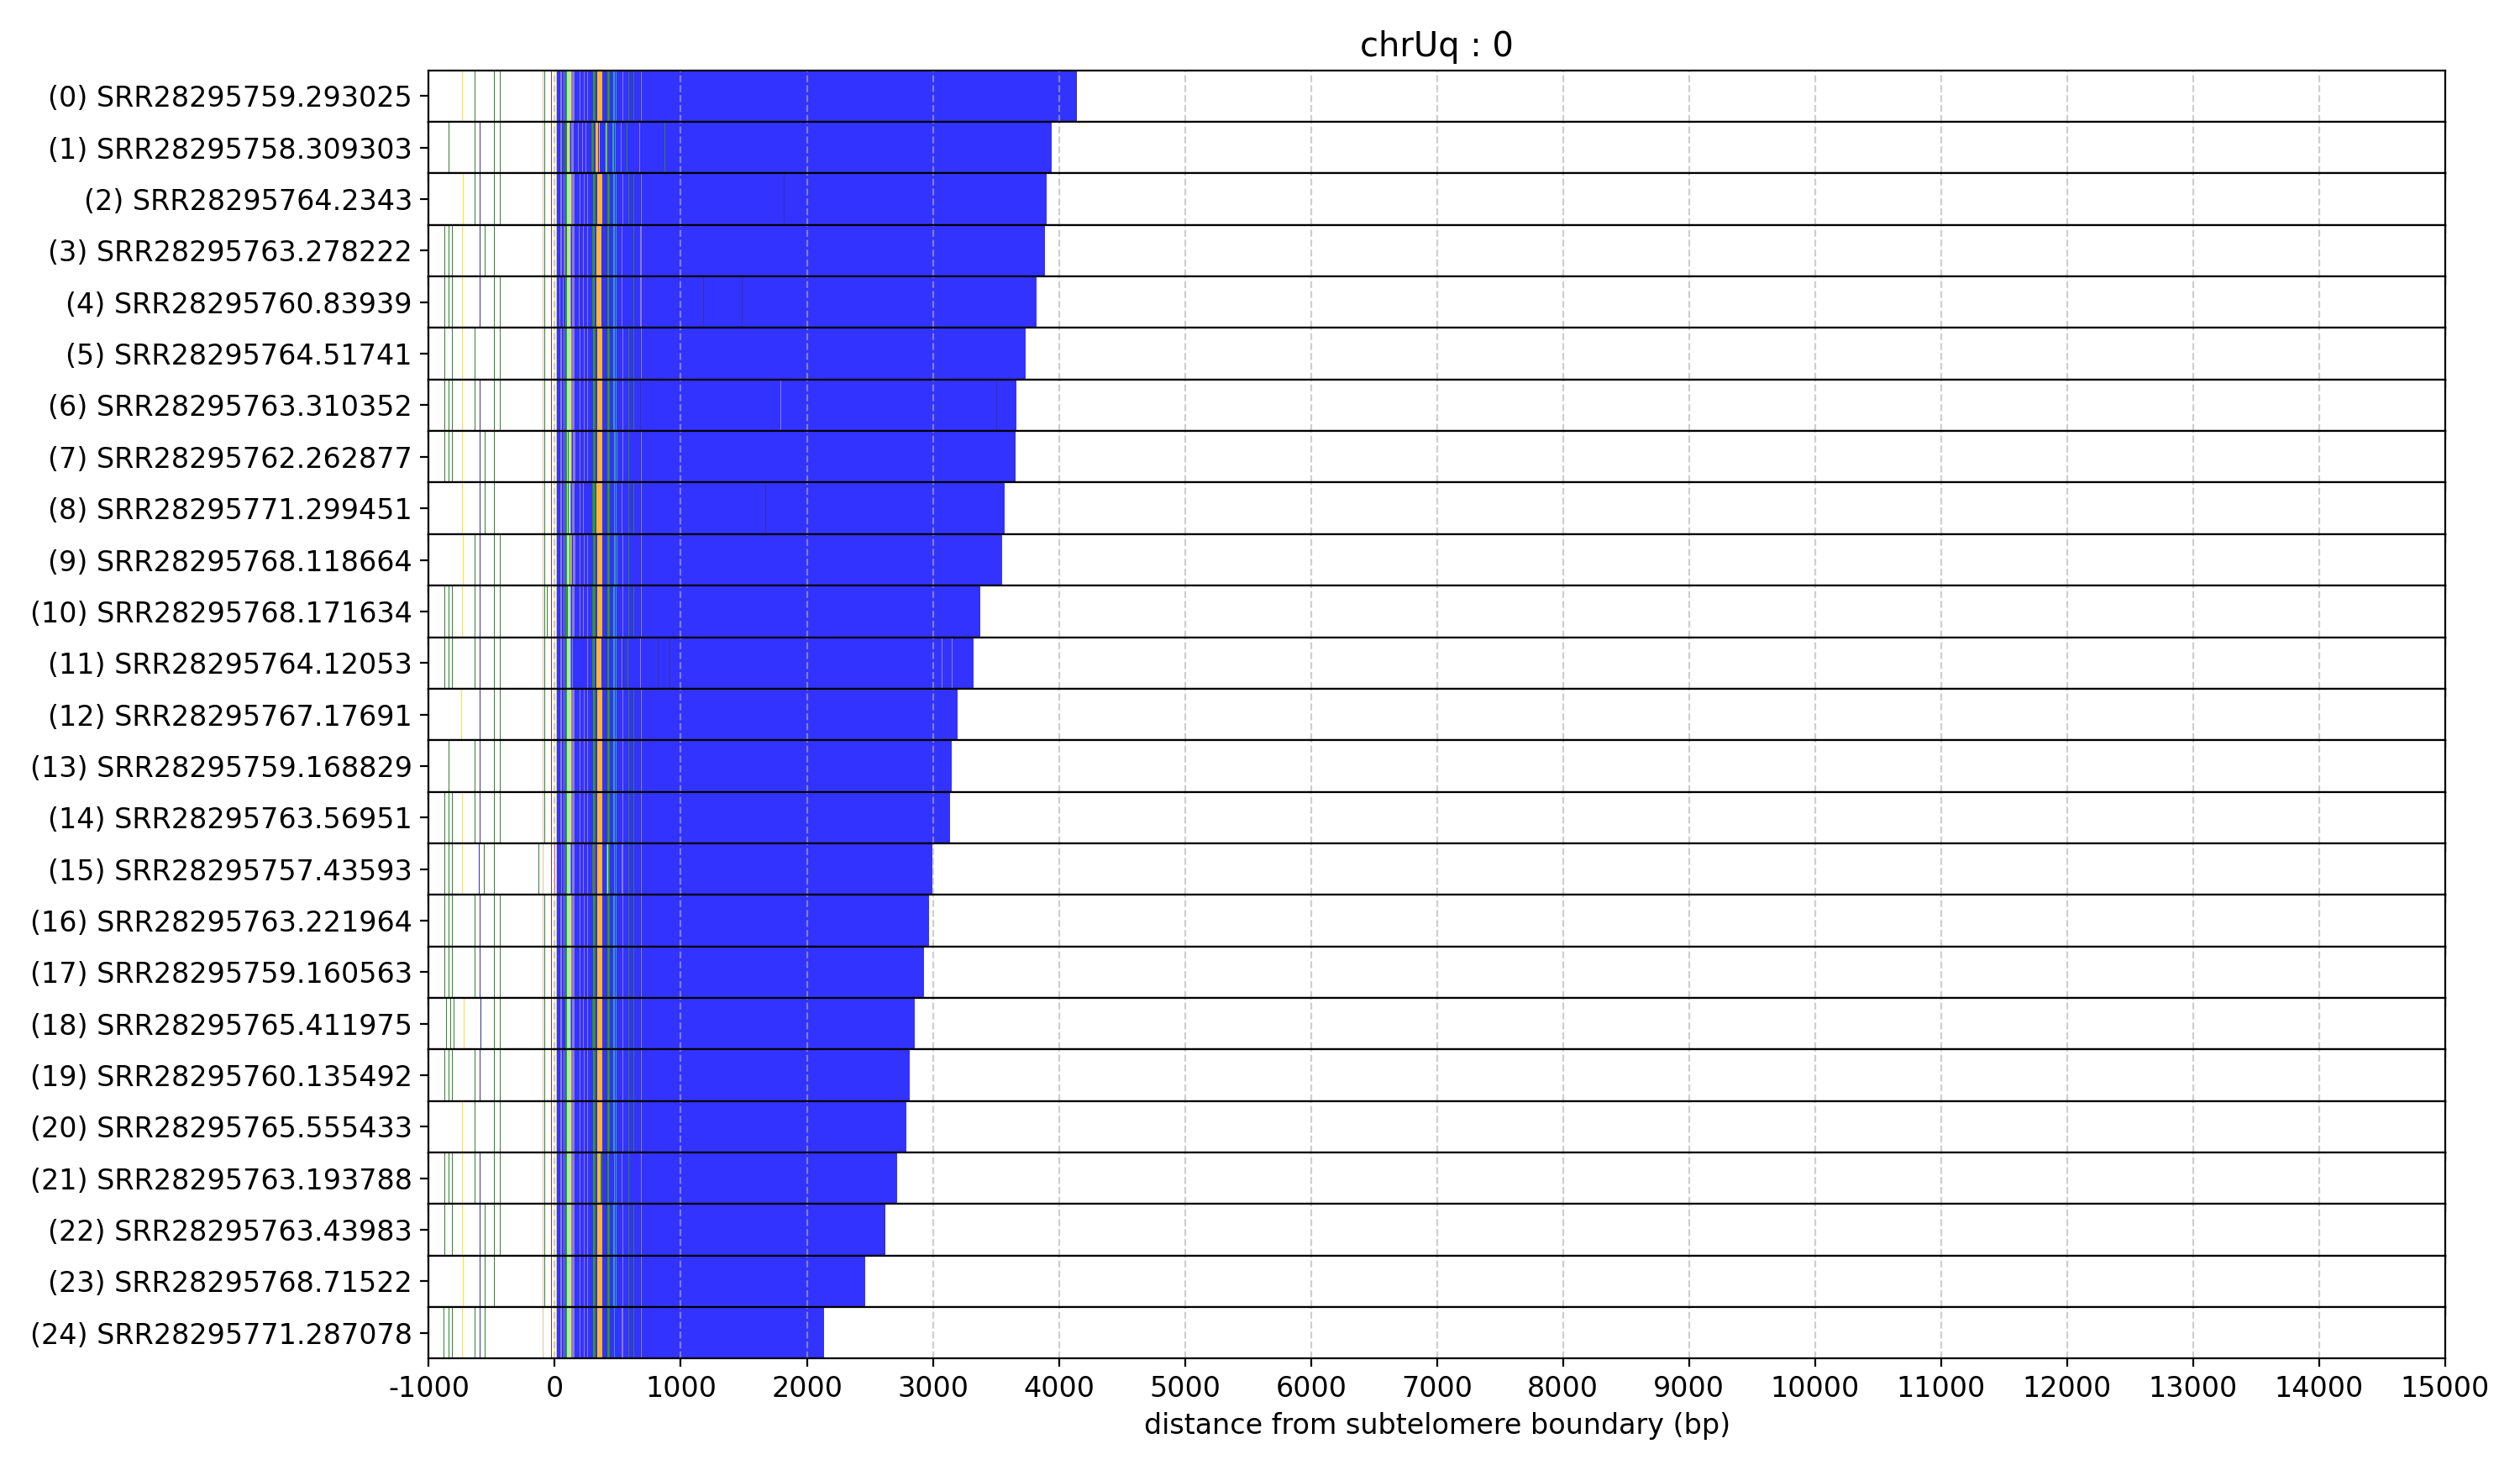 chrUq : 0
(0) SRR28295759.293025
(1) SRR28295758.309303
(2) SRR28295764.2343
(3) SRR28295763.278222
(4) SRR28295760.83939
(5) SRR28295764.51741
(6) SRR28295763.310352
(7) SRR28295762.262877
(8) SRR28295771.299451
(9) SRR28295768.118664
(10) SRR28295768.171634
(11) SRR28295764.12053
(12) SRR28295767.17691
(13) SRR28295759.168829
(14) SRR28295763.56951
(15) SRR28295757.43593
(16) SRR28295763.221964
(17) SRR28295759.160563
(18) SRR28295765.411975
(19) SRR28295760.135492
(20) SRR28295765.555433
(21) SRR28295763.193788
(22) SRR28295763.43983
(23) SRR28295768.71522
(24) SRR28295771.287078
-1000 0 1000 2000 3000 4000 5000 6000 7000 8000 9000 10000 11000 12000 13000 14000 15000
distance from subtelomere boundary (bp)